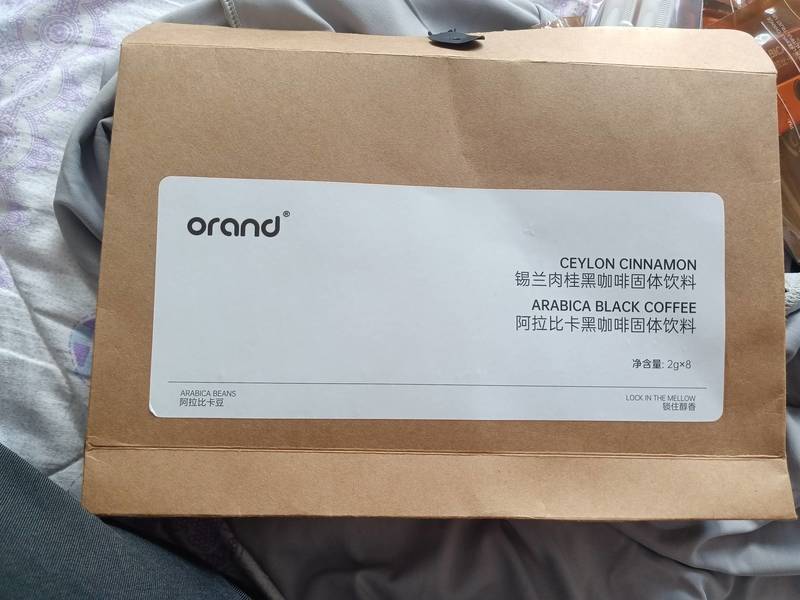 orand®
CEYLON CINNAMON
锡兰肉桂黑咖啡固体饮料
ARABICA BLACK COFFEE
阿拉比卡黑咖啡固体饮料
净含量: 2g×8
ARABICA BEANS
阿拉比卡豆
LOCK IN THE MELLOW
锁住醇香